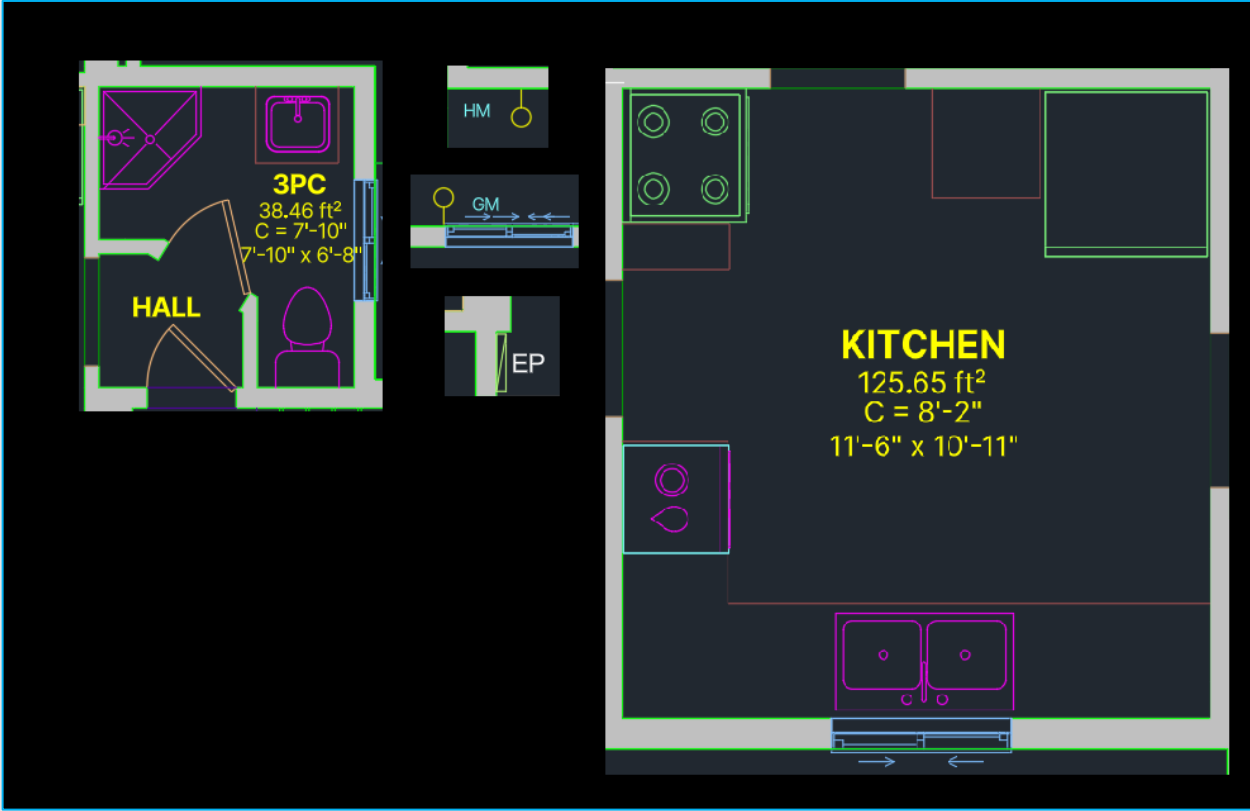 3PC
38.46 ft²
C = 7'-10"
7'-10" x 6'-8"
HALL
HM
GM
EP
KITCHEN
125.65 ft²
C = 8'-2"
11'-6" x 10'-11"